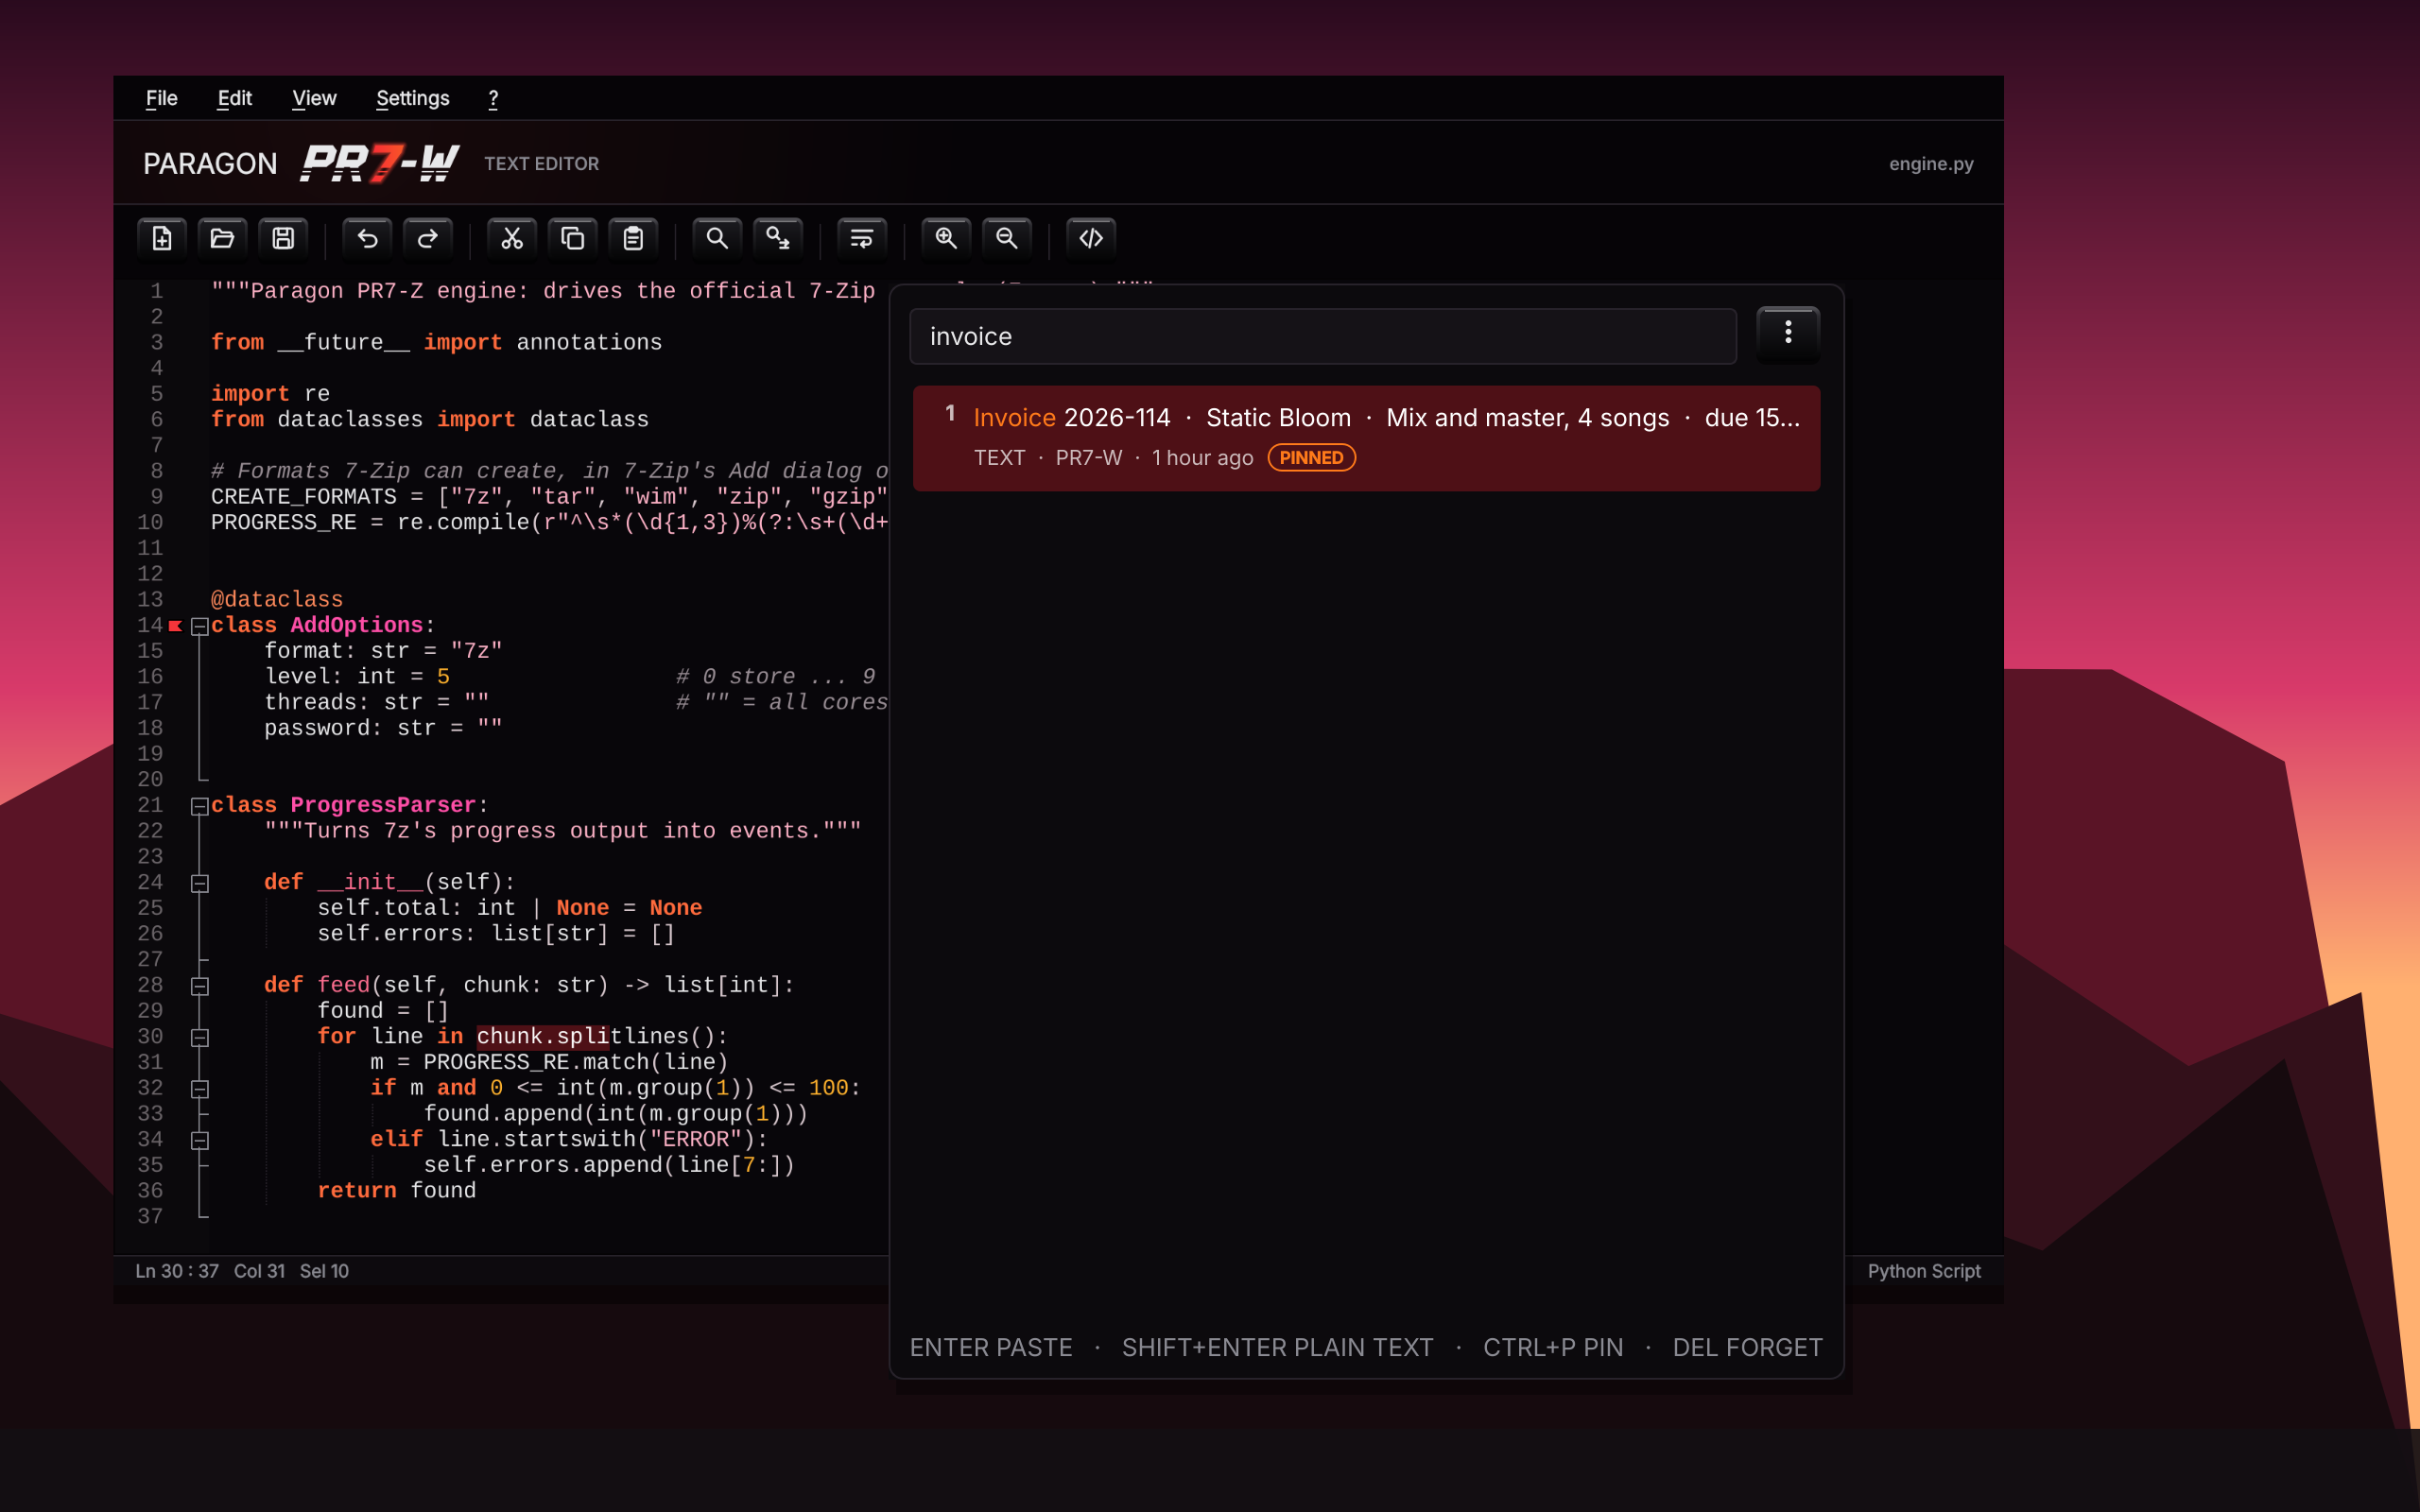 File Edit View Settings ?
PARAGON PR7-W TEXT EDITOR engine.py
1 """Paragon PR7-Z engine: drives the official 7-Zip
2
3 from __future__ import annotations
4
5 import re
6 from dataclasses import dataclass
7
8 # Formats 7-Zip can create, in 7-Zip's Add dialog o
9 CREATE_FORMATS = ["7z", "tar", "wim", "zip", "gzip"
10 PROGRESS_RE = re.compile(r"^\s*(\d{1,3})%(?:\s+(\d+
11
12
13 @dataclass
14 class AddOptions:
15 format: str = "7z"
16 level: int = 5 # 0 store ... 9
17 threads: str = "" # "" = all cores
18 password: str = ""
19
20
21 class ProgressParser:
22 """Turns 7z's progress output into events."""
23
24 def __init__(self):
25 self.total: int | None = None
26 self.errors: list[str] = []
27
28 def feed(self, chunk: str) -> list[int]:
29 found = []
30 for line in chunk.splitlines():
31 m = PROGRESS_RE.match(line)
32 if m and 0 <= int(m.group(1)) <= 100:
33 found.append(int(m.group(1)))
34 elif line.startswith("ERROR"):
35 self.errors.append(line[7:])
36 return found
37
Ln 30 : 37 Col 31 Sel 10 Python Script
invoice
1 Invoice 2026-114 · Static Bloom · Mix and master, 4 songs · due 15...
TEXT · PR7-W · 1 hour ago PINNED
ENTER PASTE · SHIFT+ENTER PLAIN TEXT · CTRL+P PIN · DEL FORGET